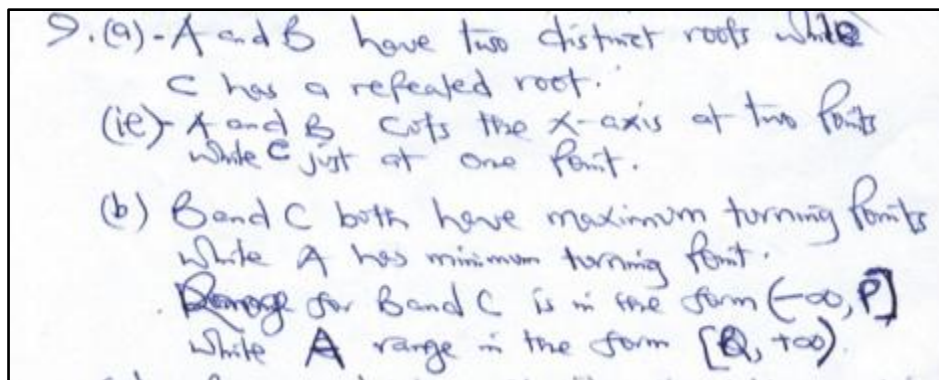 9. (a) - A and B have two distinct roots while
C has a repeated root.
(ie) - A and B cuts the x-axis at two points
while C just at one point.
(b) B and C both have maximum turning points
while A has minimum turning point.
Range for B and C is in the form (-∞, P]
while A range in the form [Q, +∞).